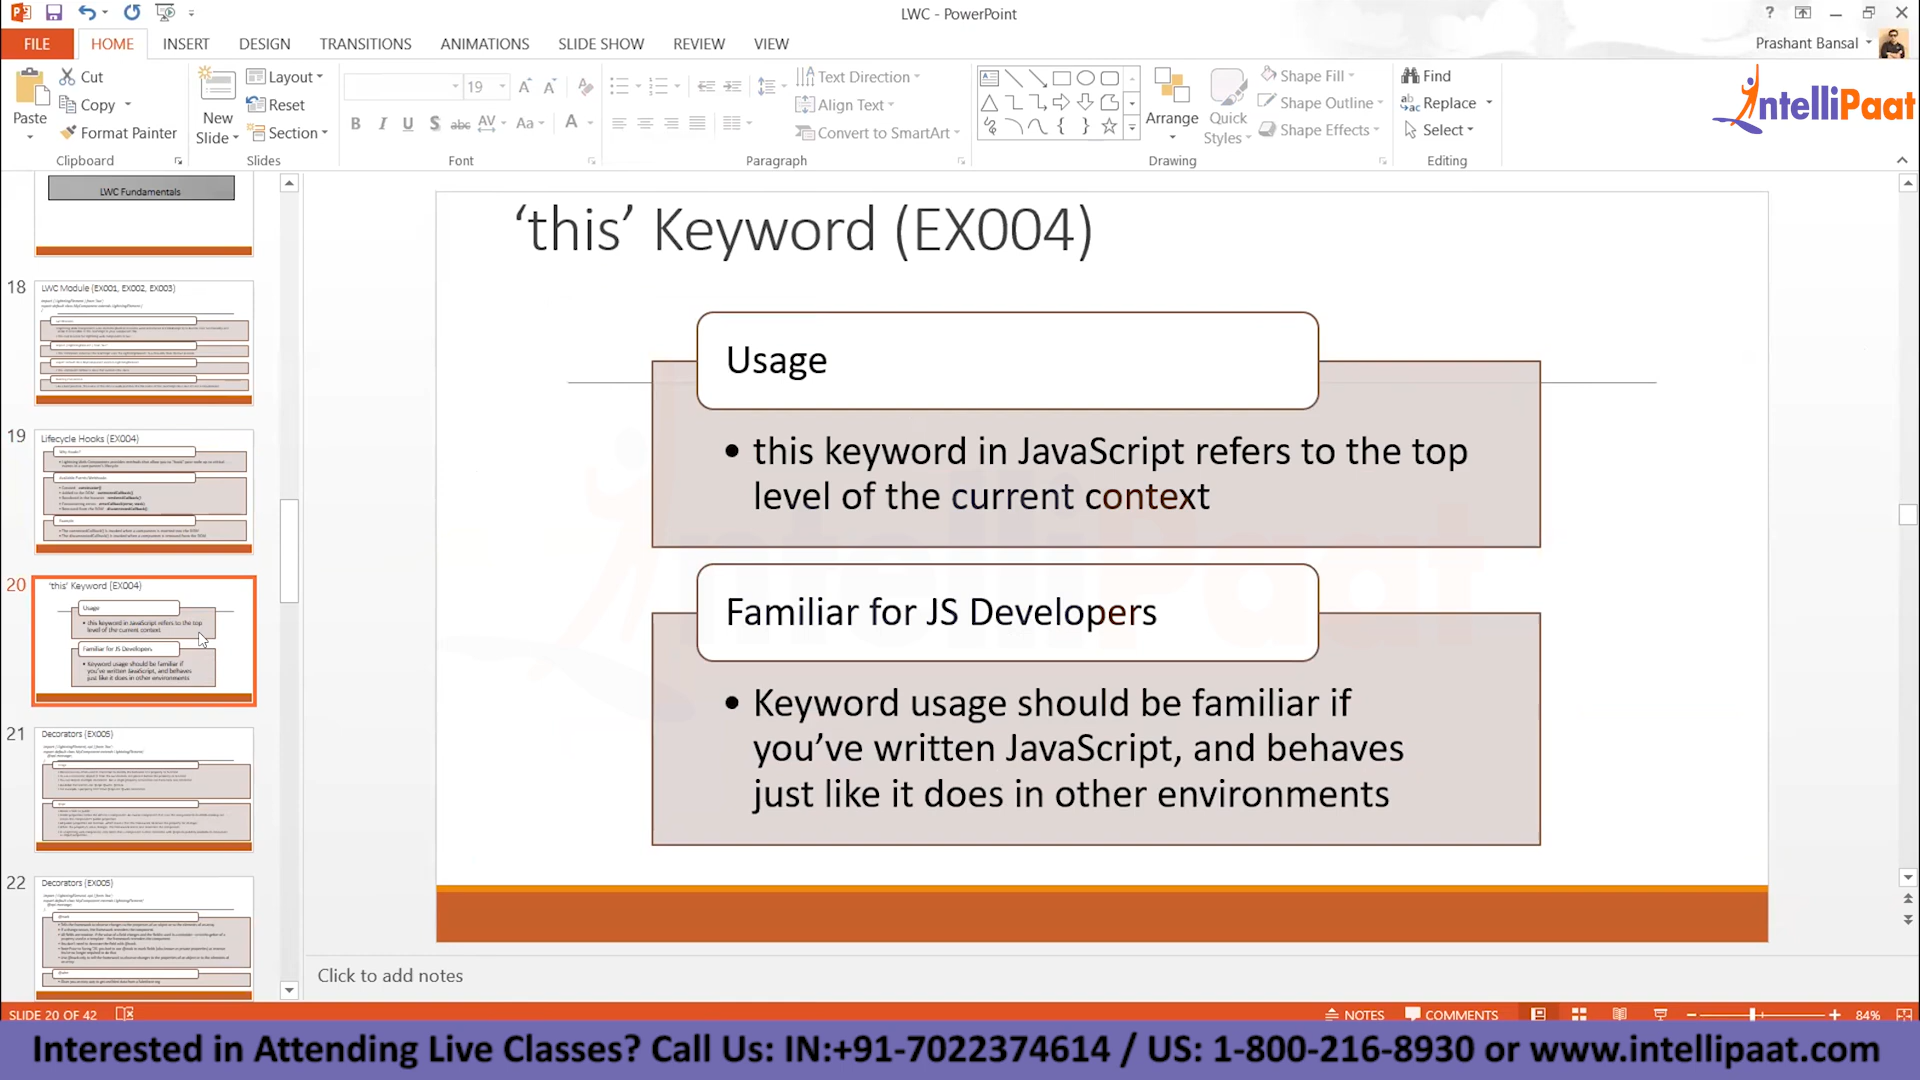 LWC - PowerPoint
?
FILE HOME INSERT DESIGN TRANSITIONS ANIMATIONS SLIDE SHOW REVIEW VIEW
Prashant Bansal
Paste
Cut
Copy
Format Painter
Clipboard
New
Slide
Layout
Reset
Section
Slides
19
B I U S abc AV Aa A
Font
Text Direction
Align Text
Convert to SmartArt
Paragraph
Arrange
Quick
Styles
Shape Fill
Shape Outline
Shape Effects
Drawing
Find
Replace
Select
Editing
IntelliPaat
LWC Fundamentals
18
LWC Module (EX001, EX002, EX003)
19
Lifecycle Hooks (EX004)
20
'this' Keyword (EX004)
Usage
• this keyword in JavaScript refers to the top
level of the current context
Familiar for JS Developers
• Keyword usage should be familiar if
you've written JavaScript, and behaves
just like it does in other environments
21
Decorators (EX005)
22
Decorators (EX005)
‘this’ Keyword (EX004)
Usage
• this keyword in JavaScript refers to the top
level of the current context
Familiar for JS Developers
• Keyword usage should be familiar if
you’ve written JavaScript, and behaves
just like it does in other environments
Click to add notes
SLIDE 20 OF 42
NOTES COMMENTS 84%
Interested in Attending Live Classes? Call Us: IN:+91-7022374614 / US: 1-800-216-8930 or www.intellipaat.com